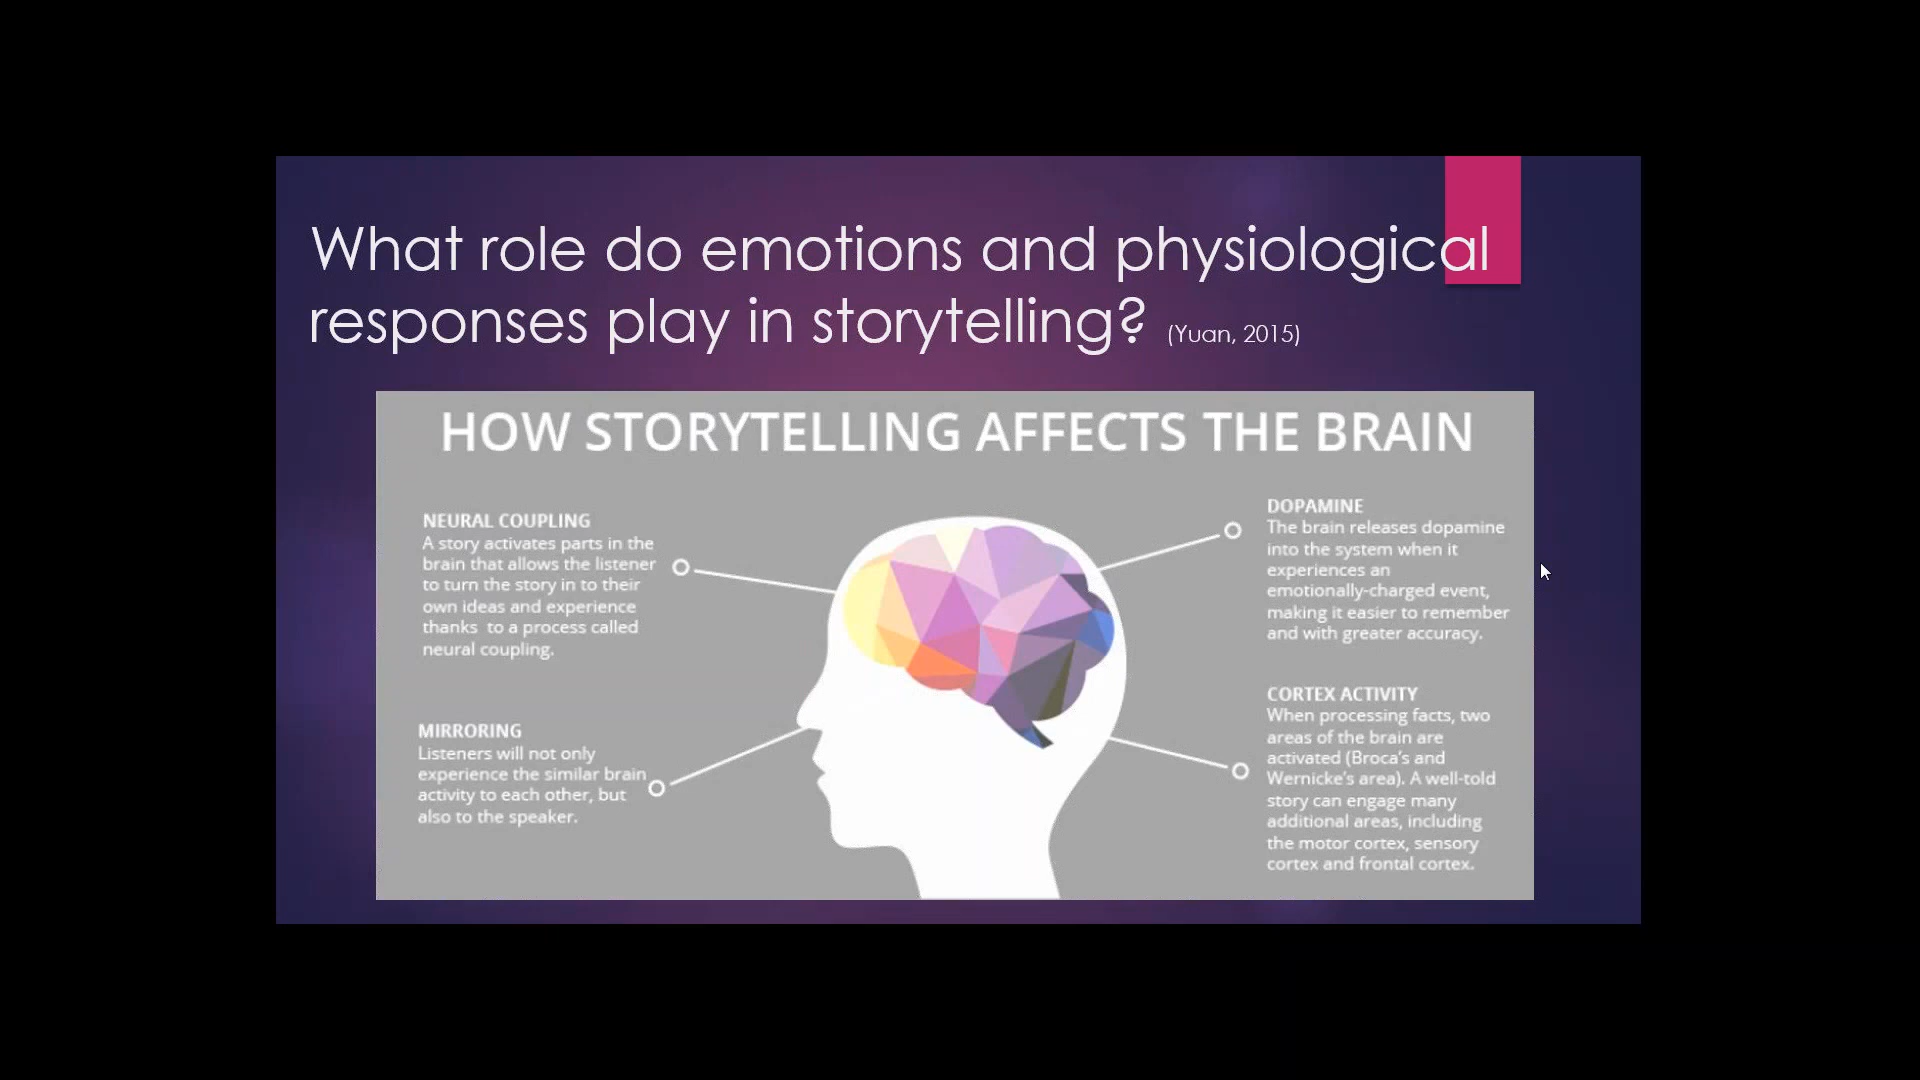 What role do emotions and physiological
responses play in storytelling? (Yuan, 2015)
HOW STORYTELLING AFFECTS THE BRAIN
NEURAL COUPLING
A story activates parts in the
brain that allows the listener
to turn the story in to their
own ideas and experience
thanks to a process called
neural coupling.
MIRRORING
Listeners will not only
experience the similar brain
activity to each other, but
also to the speaker.
DOPAMINE
The brain releases dopamine
into the system when it
experiences an
emotionally-charged event,
making it easier to remember
and with greater accuracy.
CORTEX ACTIVITY
When processing facts, two
areas of the brain are
activated (Broca's and
Wernicke's area). A well-told
story can engage many
additional areas, including
the motor cortex, sensory
cortex and frontal cortex.